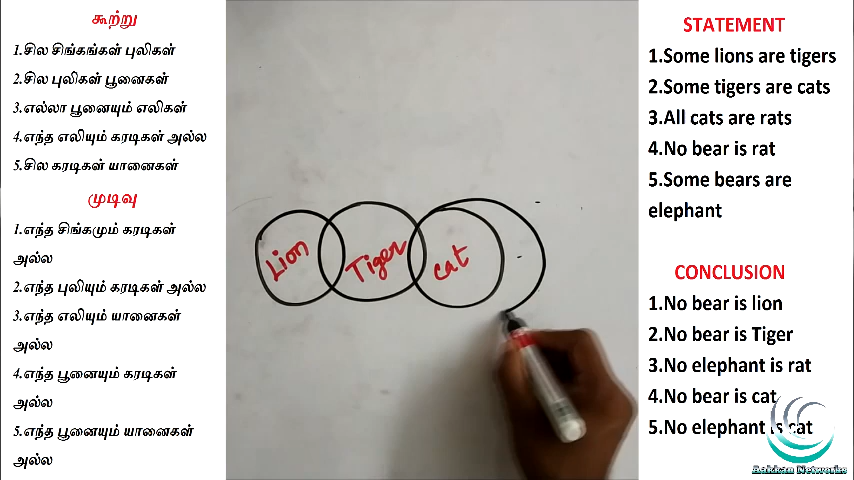 கூற்று
1.சில சிங்கங்கள் புலிகள்
2.சில புலிகள் பூனைகள்
3.எல்லா பூனையும் எலிகள்
4.எந்த எலியும் கரடிகள் அல்ல
5.சில கரடிகள் யானைகள்
முடிவு
1.எந்த சிங்கமும் கரடிகள்
அல்ல
2.எந்த புலியும் கரடிகள் அல்ல
3.எந்த எலியும் யானைகள்
அல்ல
4.எந்த பூனையும் கரடிகள்
அல்ல
5.எந்த பூனையும் யானைகள்
அல்ல
Lion
Tiger
cat
STATEMENT
1.Some lions are tigers
2.Some tigers are cats
3.All cats are rats
4.No bear is rat
5.Some bears are
elephant
CONCLUSION
1.No bear is lion
2.No bear is Tiger
3.No elephant is rat
4.No bear is cat
5.No elephant is cat
Bakkan Networks